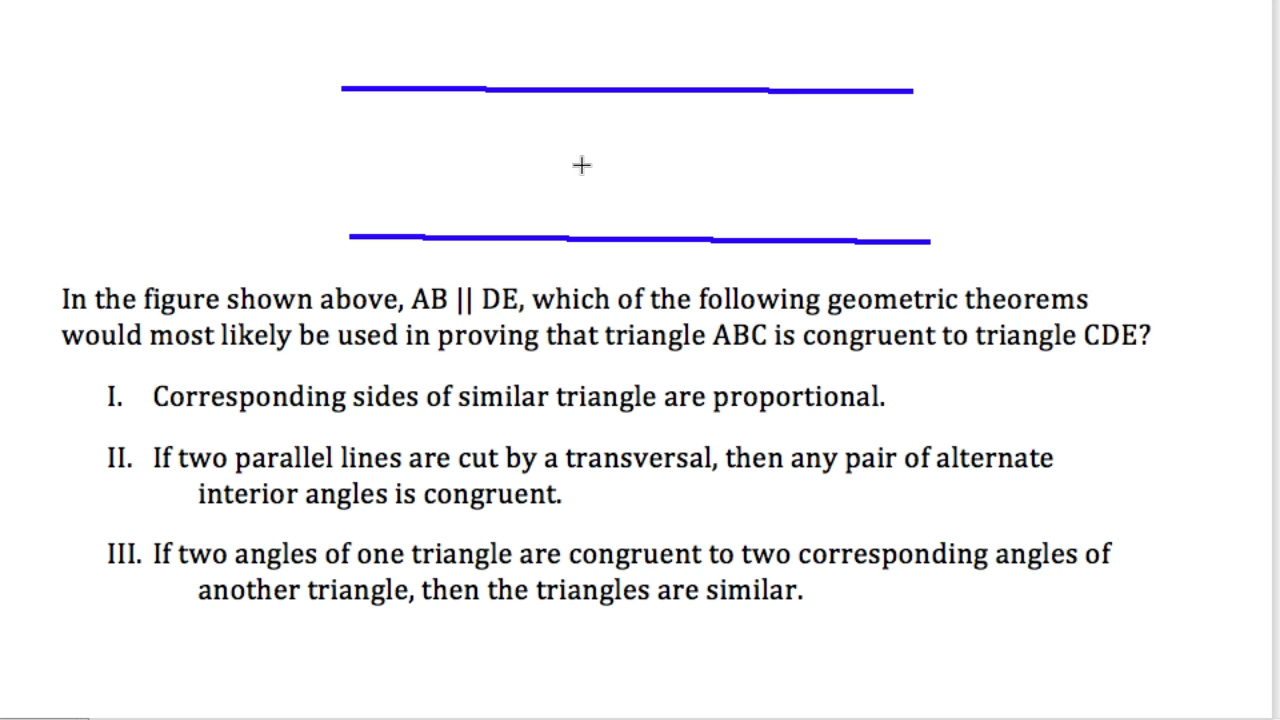 In the figure shown above, AB || DE, which of the following geometric theorems
would most likely be used in proving that triangle ABC is congruent to triangle CDE?
I. Corresponding sides of similar triangle are proportional.
II. If two parallel lines are cut by a transversal, then any pair of alternate
interior angles is congruent.
III. If two angles of one triangle are congruent to two corresponding angles of
another triangle, then the triangles are similar.